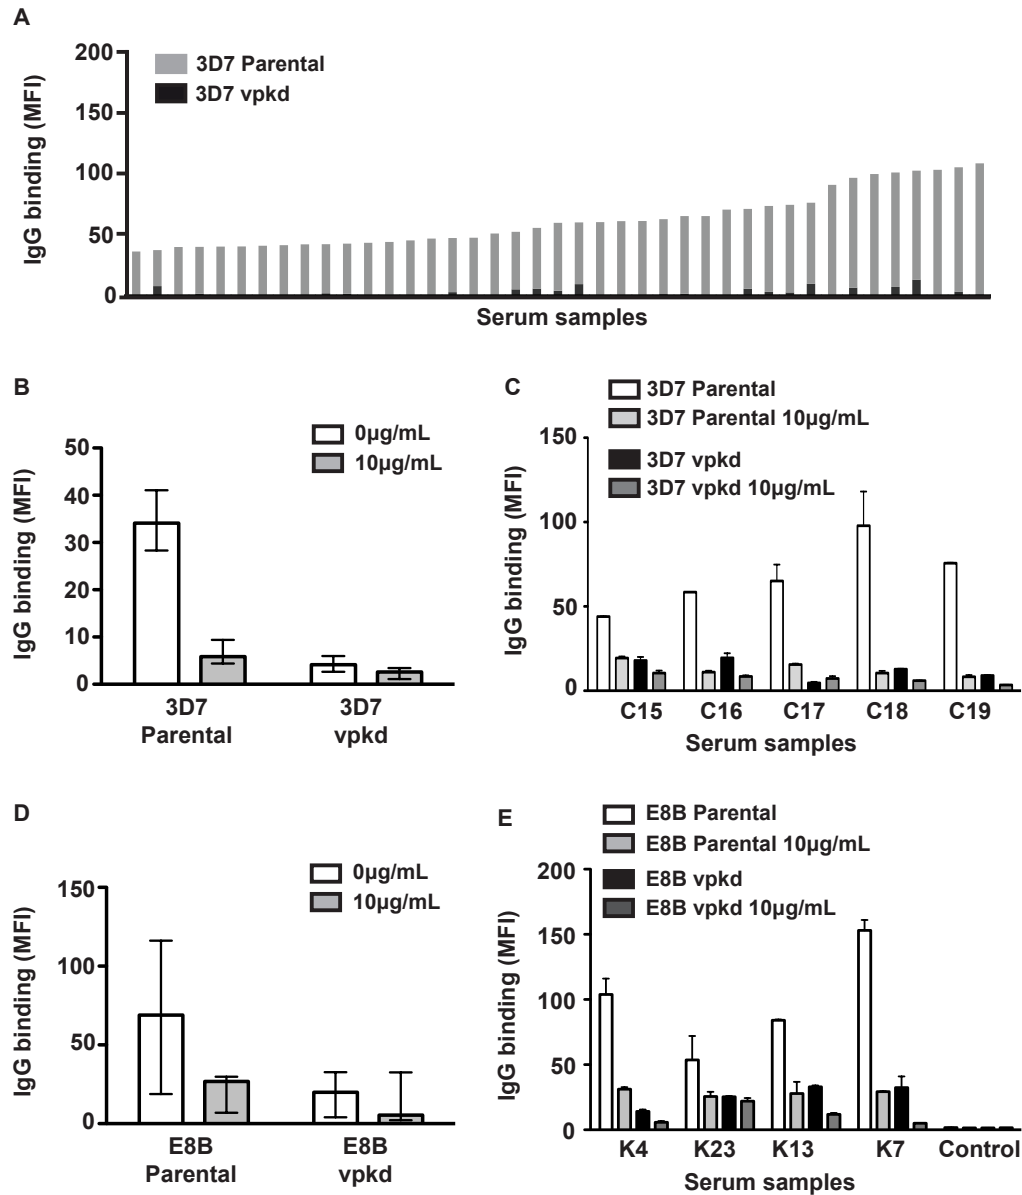 A
200
150
100
50
0
IgG binding (MFI)
3D7 Parental
3D7 vpkd
Serum samples
B
50
40
30
20
10
0
IgG binding (MFI)
0µg/mL
10µg/mL
3D7
Parental
3D7
vpkd
C
150
100
50
0
IgG binding (MFI)
3D7 Parental
3D7 Parental 10µg/mL
3D7 vpkd
3D7 vpkd 10µg/mL
C15 C16 C17 C18 C19
Serum samples
D
150
100
50
0
IgG binding (MFI)
0µg/mL
10µg/mL
E8B
Parental
E8B
vpkd
E
200
150
100
50
0
IgG binding (MFI)
E8B Parental
E8B Parental 10µg/mL
E8B vpkd
E8B vpkd 10µg/mL
K4 K23 K13 K7 Control
Serum samples